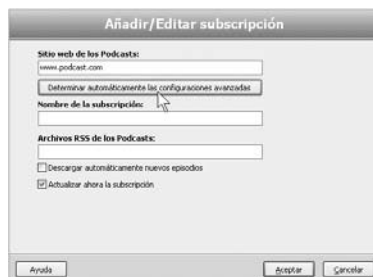 Añadir/Editar subscripción
Sitio web de los Podcasts:
www.podcast.com
Determinar automáticamente las configuraciones avanzadas
Nombre de la subscripción:
Archivos RSS de los Podcasts:
Descargar automáticamente nuevos episodios
Actualizar ahora la subscripción
Ayuda
Aceptar
Cancelar